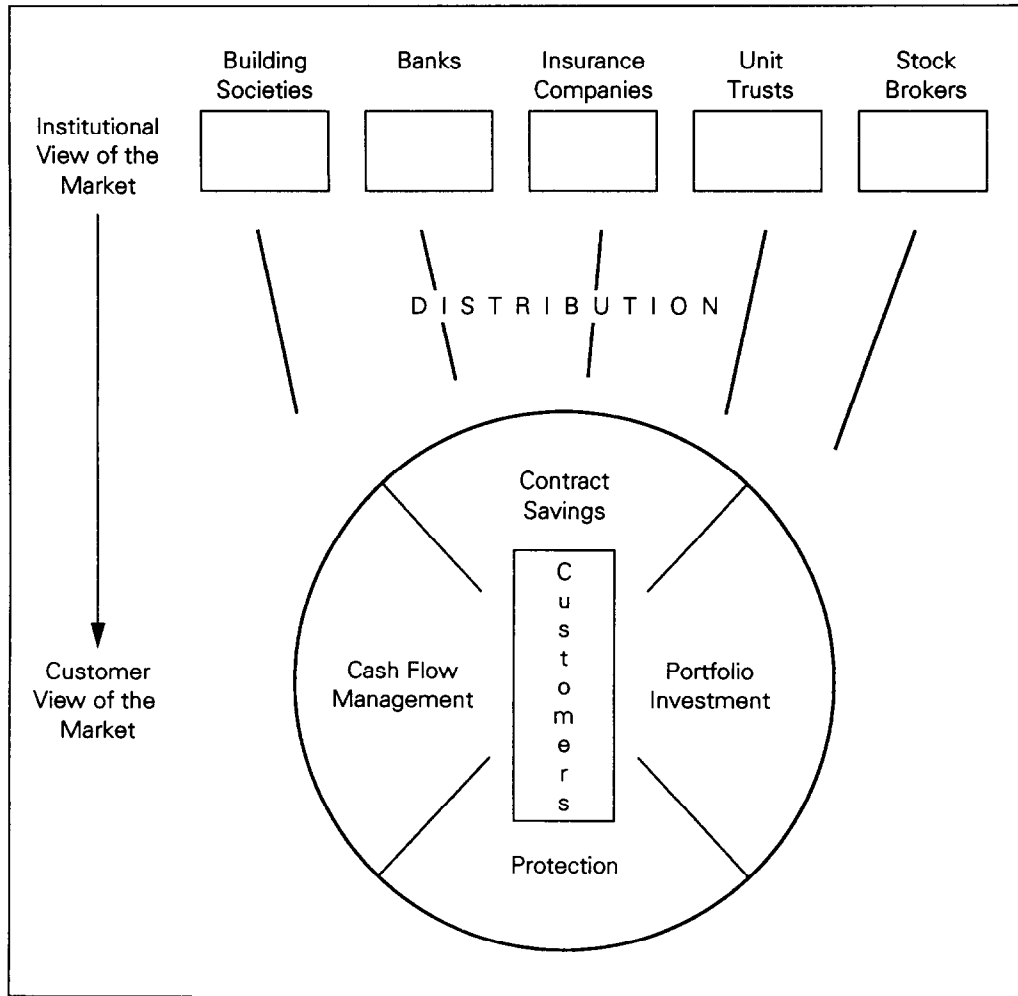 Building
Societies
Banks
Insurance
Companies
Unit
Trusts
Stock
Brokers
Institutional
View of the
Market
DISTRIBUTION
Contract
Savings
Customers
Cash Flow
Management
Portfolio
Investment
Customer
View of the
Market
Protection